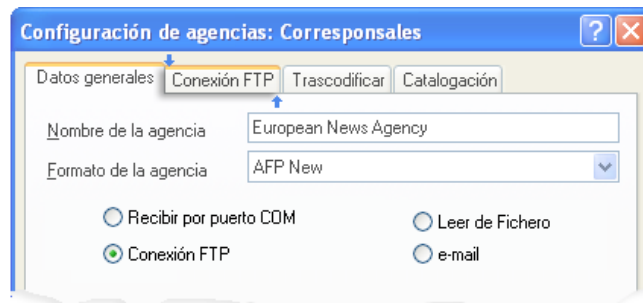 Configuración de agencias: Corresponsales
Datos generales Conexión FTP Trascodificar Catalogación
Nombre de la agencia European News Agency
Formato de la agencia AFP New
Recibir por puerto COM Leer de Fichero
Conexión FTP e-mail